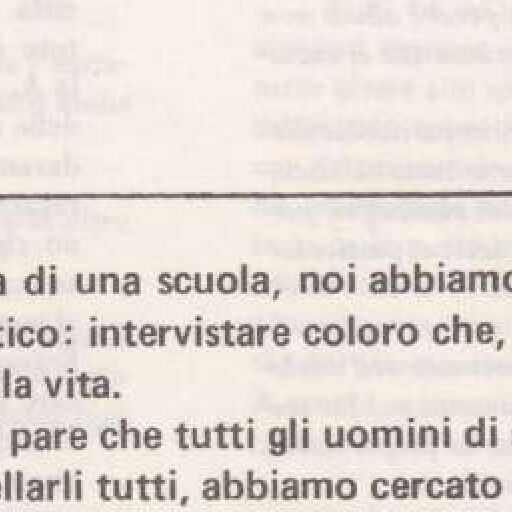 di una scuola, noi abbiamo
tico: intervistare coloro che,
la vita.
pare che tutti gli uomini di
llarli tutti, abbiamo cercato